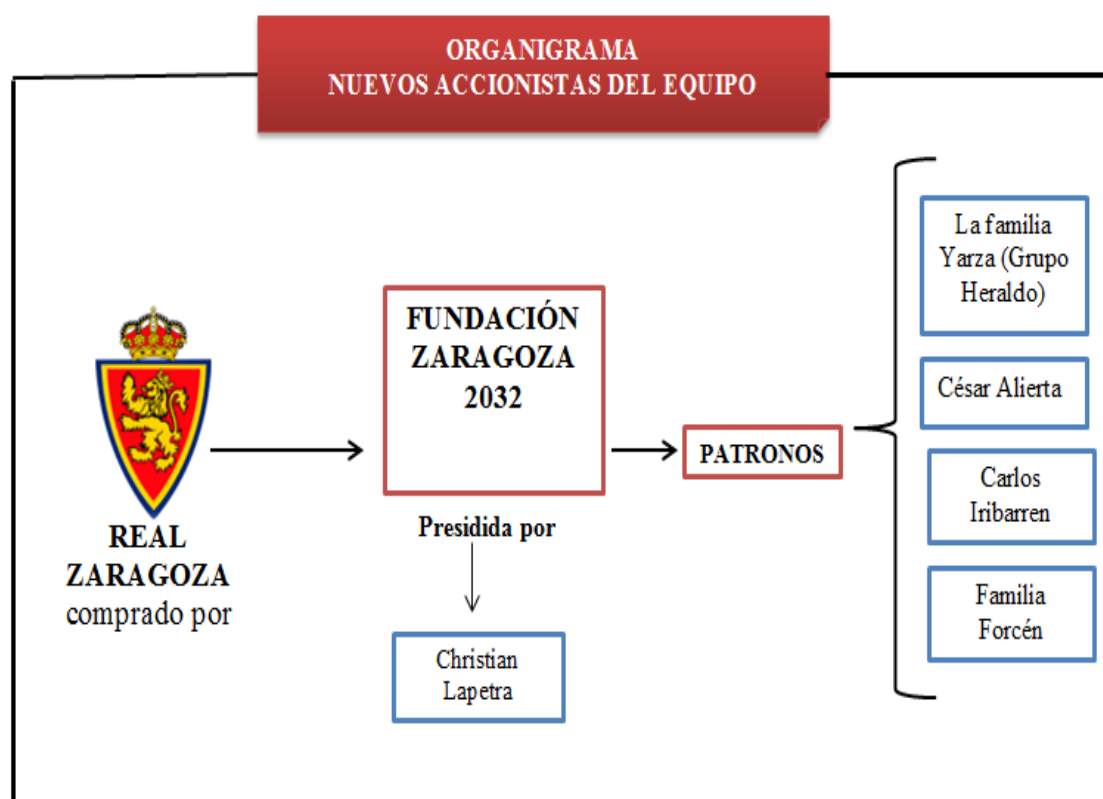 ORGANIGRAMA
NUEVOS ACCIONISTAS DEL EQUIPO
REAL
ZARAGOZA
comprado por
FUNDACIÓN
ZARAGOZA
2032
Presidida por
Christian
Lapetra
PATRONOS
La familia
Yarza (Grupo
Heraldo)
César Alierta
Carlos
Iribarren
Familia
Forcén